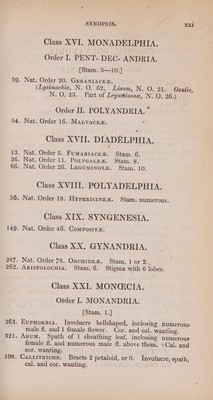 SYNOPSIS. xxi
Class XVI. MONADELPHIA.
Order I. PENT- DEC- ANDRIA.
[Stam. 5—10.]
59. Nat. Order 20. GERANIACEÆ.
(Lysimachia, N. O. 62. Linum, N. O. 21. Oxalis,
N. O. 23. Part of Leguminosæ, N. O. 26.)
Order II. POLYANDRIA.
54. Nat. Order 16. MALVACEÆ.
Class XVII. DIADELPHIA.
13. Nat. Order 5. FUMARIACEÆ. Stam. 6.
36. Nat. Order 11. POLYGALEÆ. Stam. 8.
66. Nat. Order 26. LEGUMINOSÆ. Stam. 10.
Class XVIII. POLYADELPHIA.
56. Nat. Order 18. HYPERICINEÆ. Stam. numerous.
Class XIX. SYNGENESIA.
149. Nat. Order 46. COMPOSITÆ.
Class XX. GYNANDRIA.
287. Nat. Order 78. ORCHIDEÆ. Stam. 1 or 2.
262. ARISTOLOCHIA. Stam. 6. Stigma with 6 lobes.
Class XXI. MONŒCIA.
Order I. MONANDRIA.
[Stam. 1.]
263. EUPHORBIA. Involucre bellshaped, inclosing numerous
male fl. and 1 female flower. Cor. and cal. wanting.
321. ARUM. Spath of 1 sheathing leaf, inclosing numerous
female fl. and numerous male fl. above them. Cal. and
cor. wanting.
108. CALLITRICHE. Bracts 2 petaloid, or 0. Involucre, spath,
cal. and cor. wanting.